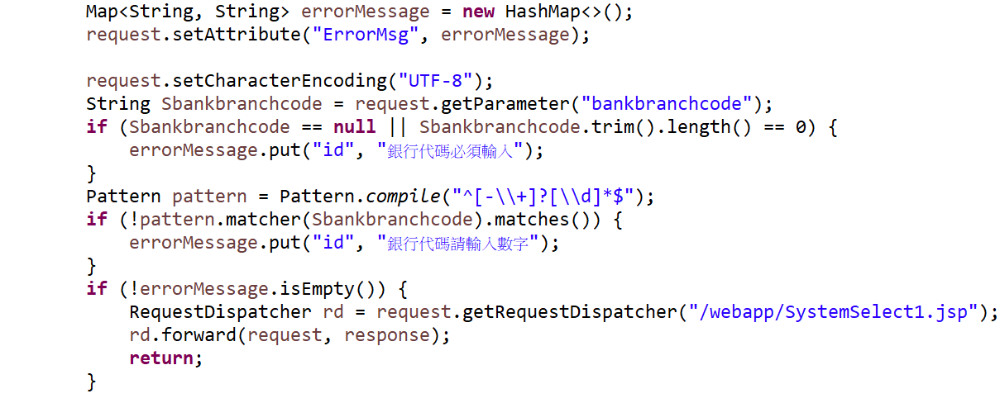 Map<String, String> errorMessage = new HashMap<>();
request.setAttribute("ErrorMsg", errorMessage);

request.setCharacterEncoding("UTF-8");
String Sbankbranchcode = request.getParameter("bankbranchcode");
if (Sbankbranchcode == null || Sbankbranchcode.trim().length() == 0) {
    errorMessage.put("id", "銀行代碼必須輸入");
}
Pattern pattern = Pattern.compile("^[-\\+]?[\\d]*$");
if (!pattern.matcher(Sbankbranchcode).matches()) {
    errorMessage.put("id", "銀行代碼請輸入數字");
}
if (!errorMessage.isEmpty()) {
    RequestDispatcher rd = request.getRequestDispatcher("/webapp/SystemSelect1.jsp");
    rd.forward(request, response);
    return;
}